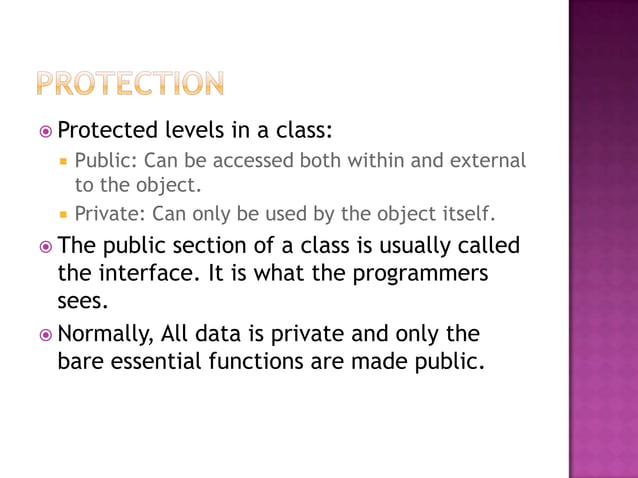 PROTECTION
Protected levels in a class:
Public: Can be accessed both within and external
to the object.
Private: Can only be used by the object itself.
The public section of a class is usually called
the interface. It is what the programmers
sees.
Normally, All data is private and only the
bare essential functions are made public.